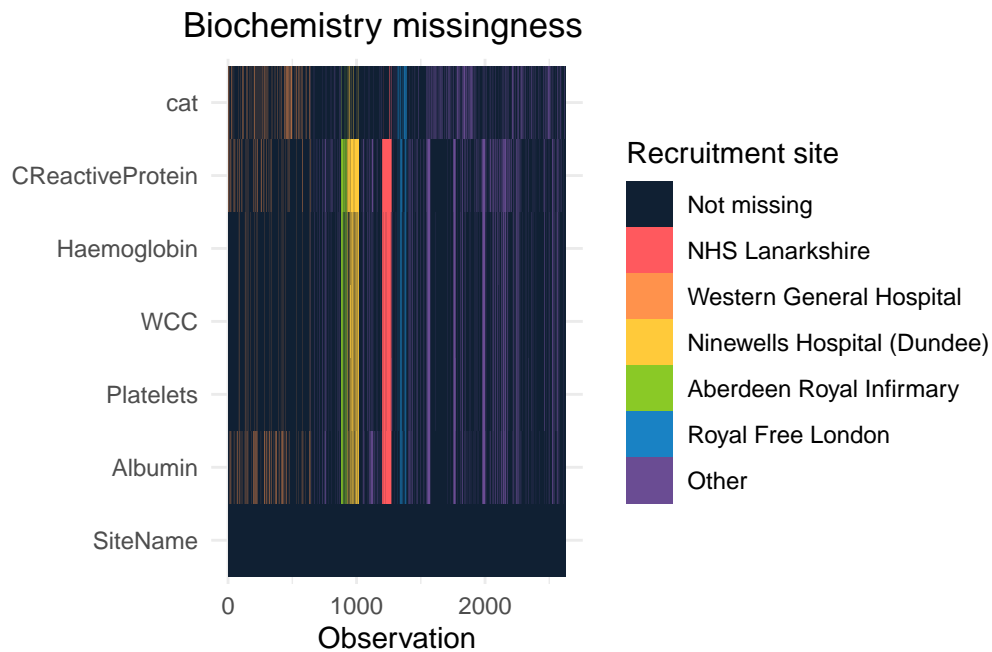 Biochemistry missingness
cat
CReactiveProtein
Haemoglobin
WCC
Platelets
Albumin
SiteName
0 1000 2000
Observation
Recruitment site
Not missing
NHS Lanarkshire
Western General Hospital
Ninewells Hospital (Dundee)
Aberdeen Royal Infirmary
Royal Free London
Other